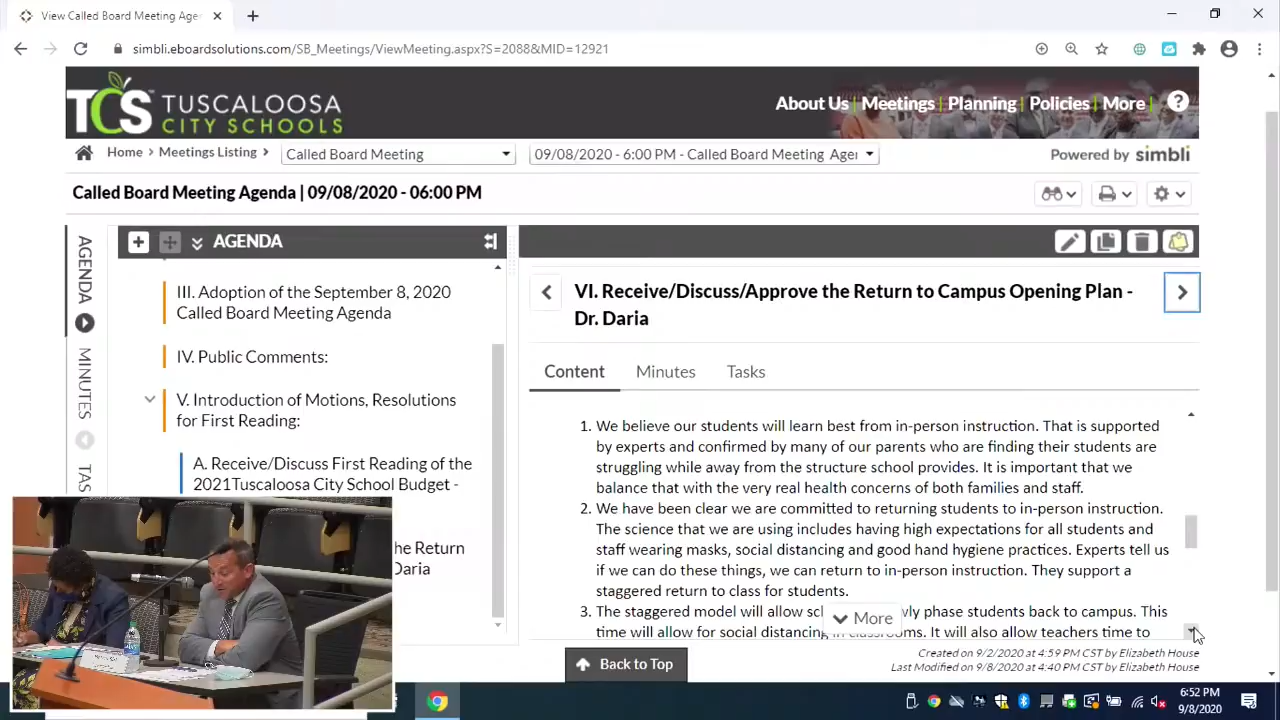 View Called Board Meeting Age
simbli.eboardsolutions.com/SB_Meetings/ViewMeeting.aspx?S=2088&MID=12921
TCS TUSCALOOSA
CITY SCHOOLS
About Us | Meetings | Planning | Policies | More | ?
Home > Meetings Listing >
Called Board Meeting
09/08/2020 - 6:00 PM - Called Board Meeting Age
Powered by simbli
Called Board Meeting Agenda | 09/08/2020 - 06:00 PM
AGENDA
MINUTES
TAS
AGENDA
III. Adoption of the September 8, 2020
Called Board Meeting Agenda
IV. Public Comments:
V. Introduction of Motions, Resolutions
for First Reading:
A. Receive/Discuss First Reading of the
2021Tuscaloosa City School Budget -
he Return
Daria
VI. Receive/Discuss/Approve the Return to Campus Opening Plan -
Dr. Daria
Content Minutes Tasks
1. We believe our students will learn best from in-person instruction. That is supported
by experts and confirmed by many of our parents who are finding their students are
struggling while away from the structure school provides. It is important that we
balance that with the very real health concerns of both families and staff.
2. We have been clear we are committed to returning students to in-person instruction.
The science that we are using includes having high expectations for all students and
staff wearing masks, social distancing and good hand hygiene practices. Experts tell us
if we can do these things, we can return to in-person instruction. They support a
staggered return to class for students.
3. The staggered model will allow sc wly phase students back to campus. This
More
time will allow for social distancing in classrooms. It will also allow teachers time to
Created on 9/2/2020 at 4:59 PM CST by Elizabeth House
Last Modified on 9/8/2020 at 4:40 PM CST by Elizabeth House
Back to Top
6:52 PM
9/8/2020